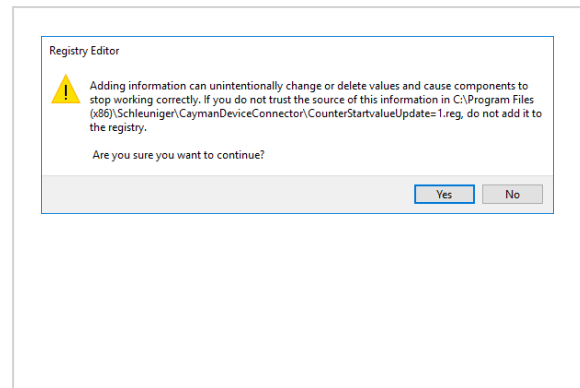 Registry Editor
Adding information can unintentionally change or delete values and cause components to
stop working correctly. If you do not trust the source of this information in C:\Program Files
(x86)\Schleuniger\CaymanDeviceConnector\CounterStartvalueUpdate=1.reg, do not add it to
the registry.
Are you sure you want to continue?
Yes No